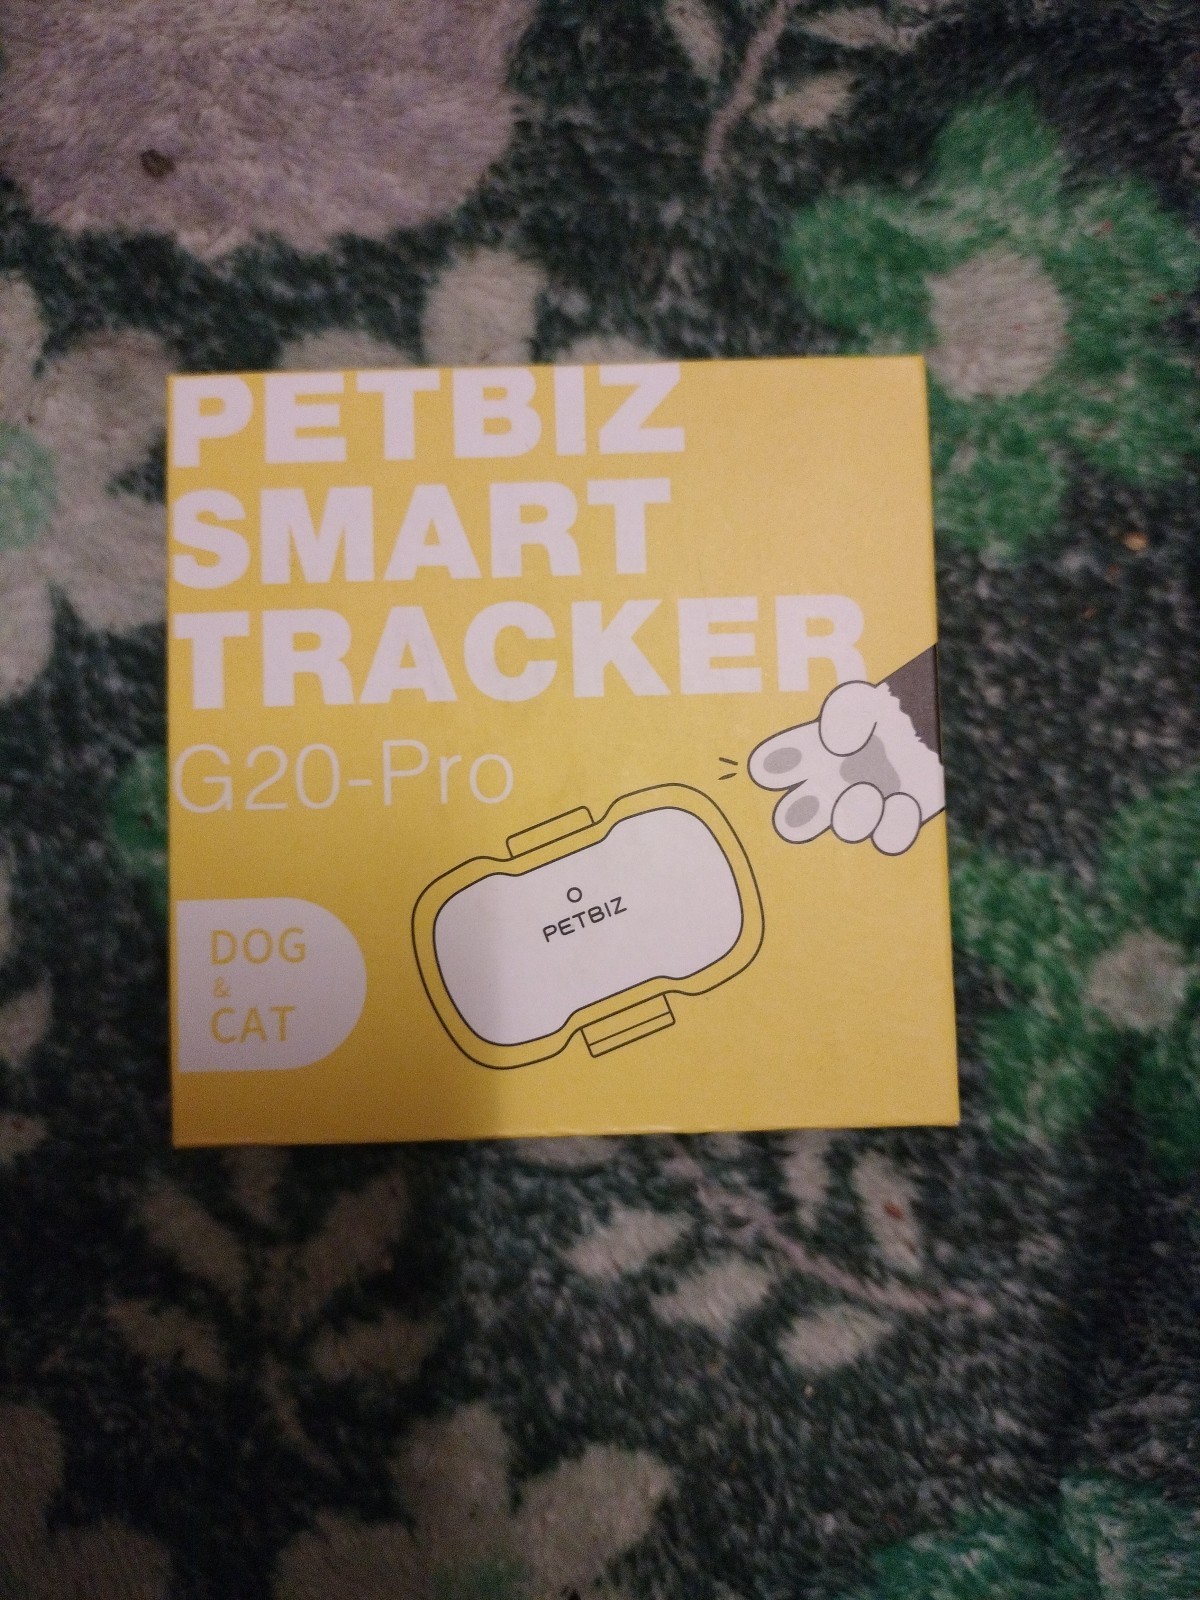 PETBIZ
SMART
TRACKER
G20-Pro
PETBIZ
DOG
&
CAT